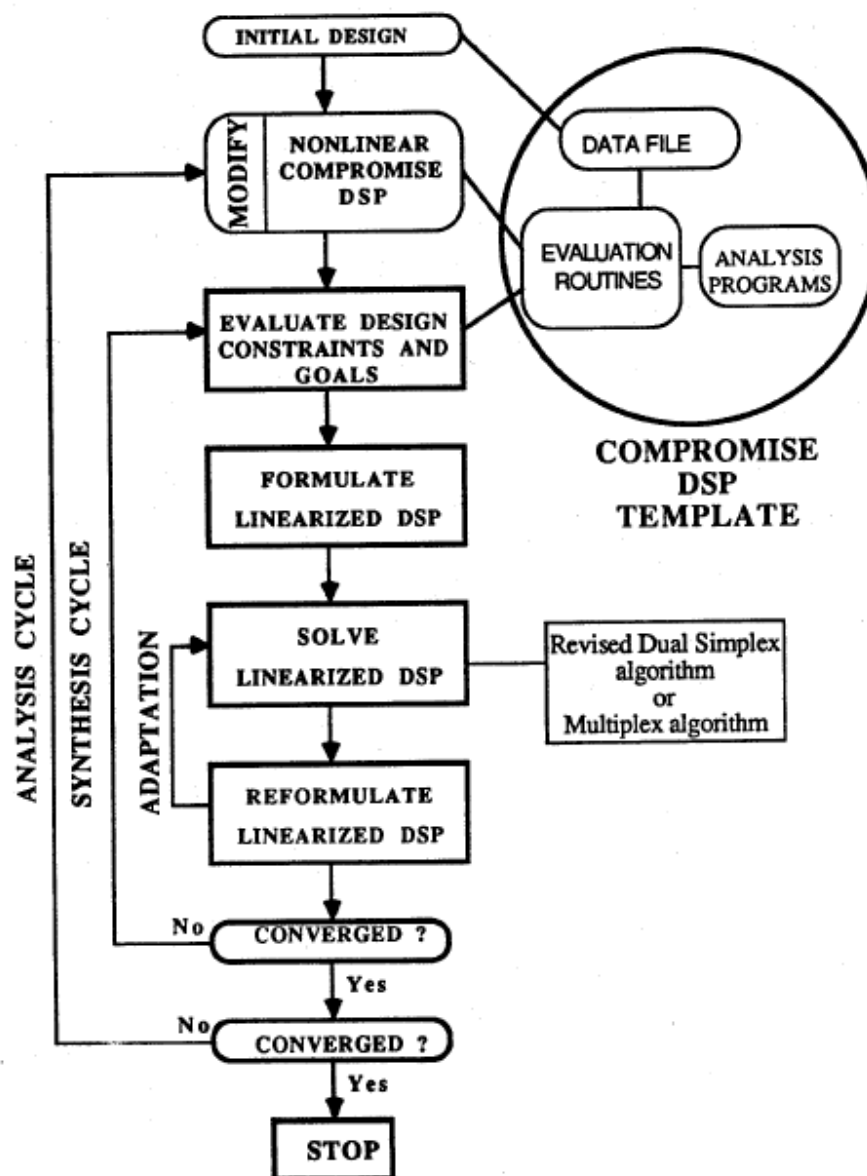 INITIAL DESIGN
MODIFY
NONLINEAR
COMPROMISE
DSP
DATA FILE
EVALUATION
ROUTINES
ANALYSIS
PROGRAMS
EVALUATE DESIGN
CONSTRAINTS AND
GOALS
COMPROMISE
DSP
TEMPLATE
FORMULATE
LINEARIZED DSP
ANALYSIS CYCLE
SYNTHESIS CYCLE
ADAPTATION
SOLVE
LINEARIZED DSP
Revised Dual Simplex
algorithm
or
Multiplex algorithm
REFORMULATE
LINEARIZED DSP
No
CONVERGED ?
Yes
No
CONVERGED ?
Yes
STOP